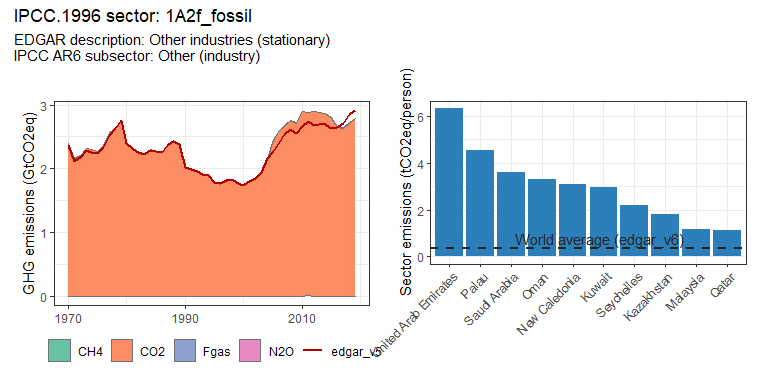 IPCC.1996 sector: 1A2f_fossil
EDGAR description: Other industries (stationary)
IPCC AR6 subsector: Other (industry)
GHG emissions (GtCO2eq)
3
2
1
0
1970
1990
2010
CH4
CO2
Fgas
N2O
edgar_v5
Sector emissions (tCO2eq/person)
6
4
2
0
World average (edgar_v6)
United Arab Emirates
Palau
Saudi Arabia
Oman
New Caledonia
Kuwait
Seychelles
Kazakhstan
Malaysia
Qatar